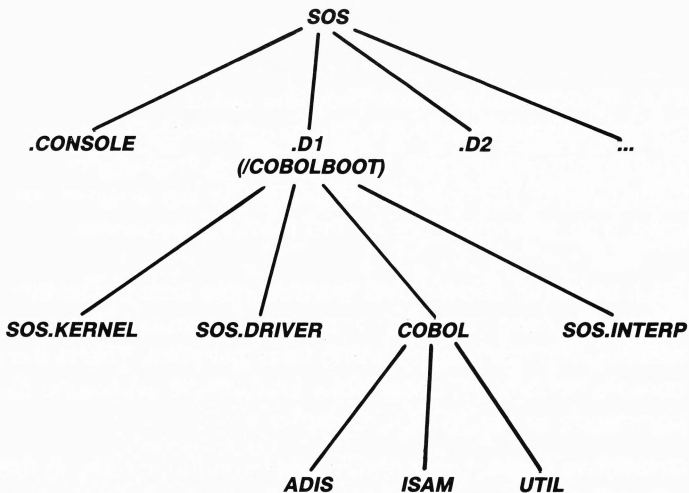 SOS
.CONSOLE .D1 .D2 ...
(/COBOLBOOT)
SOS.KERNEL SOS.DRIVER COBOL SOS.INTERP
ADIS ISAM UTIL